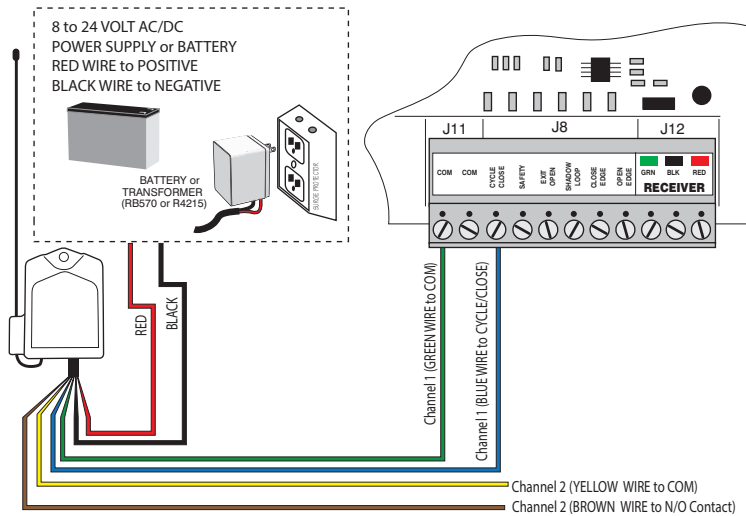 8 to 24 VOLT AC/DC
POWER SUPPLY or BATTERY
RED WIRE to POSITIVE
BLACK WIRE to NEGATIVE
BATTERY or
TRANSFORMER
(RB570 or R4215)
SURGE PROTECTOR
J11
J8
J12
COM
COM
CYCLE
CLOSE
SAFETY
EXIT
OPEN
SHADOW
LOOP
CLOSE
EDGE
OPEN
EDGE
GRN
BLK
RED
RECEIVER
RED
BLACK
Channel 1 (GREEN WIRE to COM)
Channel 1 (BLUE WIRE to CYCLE/CLOSE)
Channel 2 (YELLOW WIRE to COM)
Channel 2 (BROWN WIRE to N/O Contact)